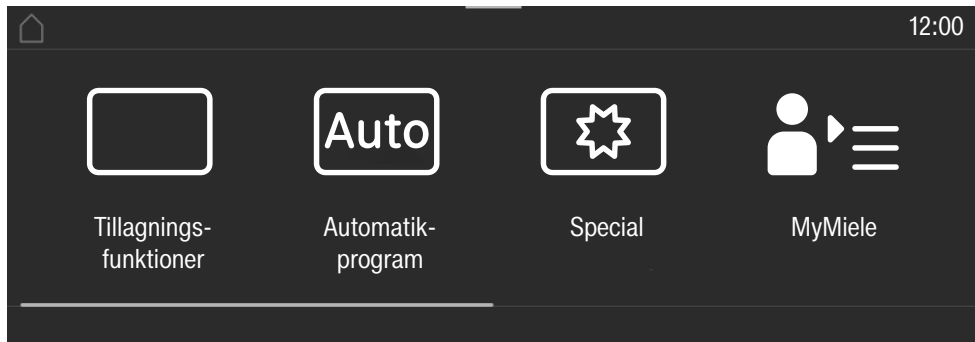 12:00
Auto
Tillagnings-
funktioner
Automatik-
program
Special
MyMiele